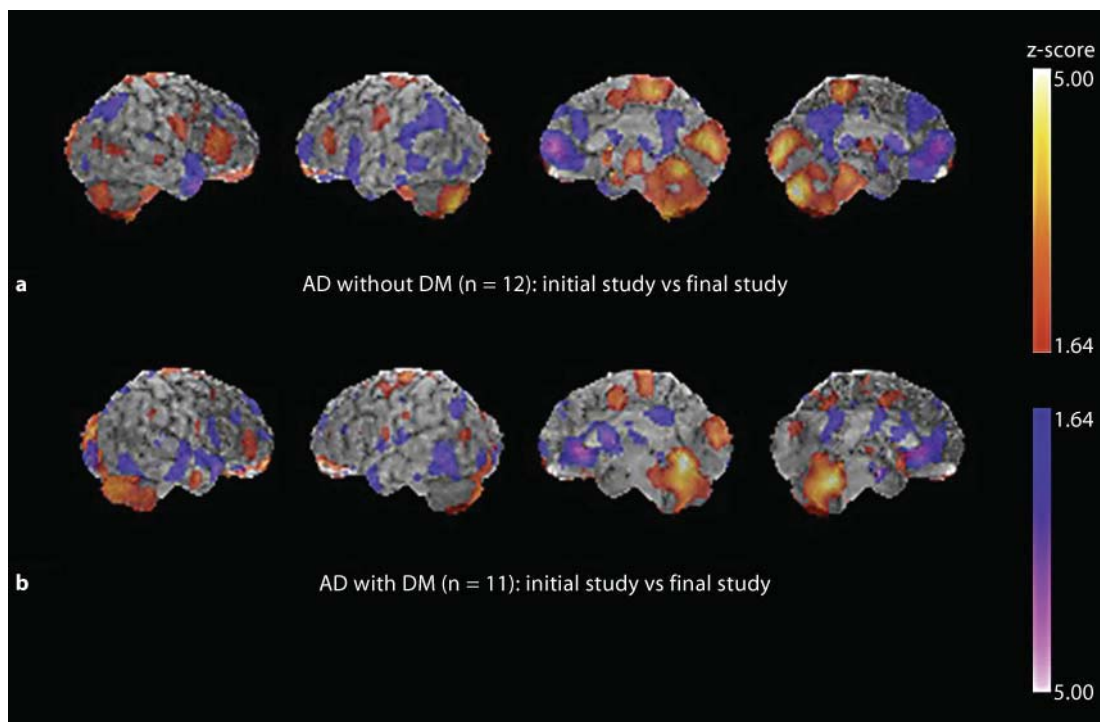 z-score
5.00
1.64
a AD without DM (n = 12): initial study vs final study
1.64
5.00
b AD with DM (n = 11): initial study vs final study